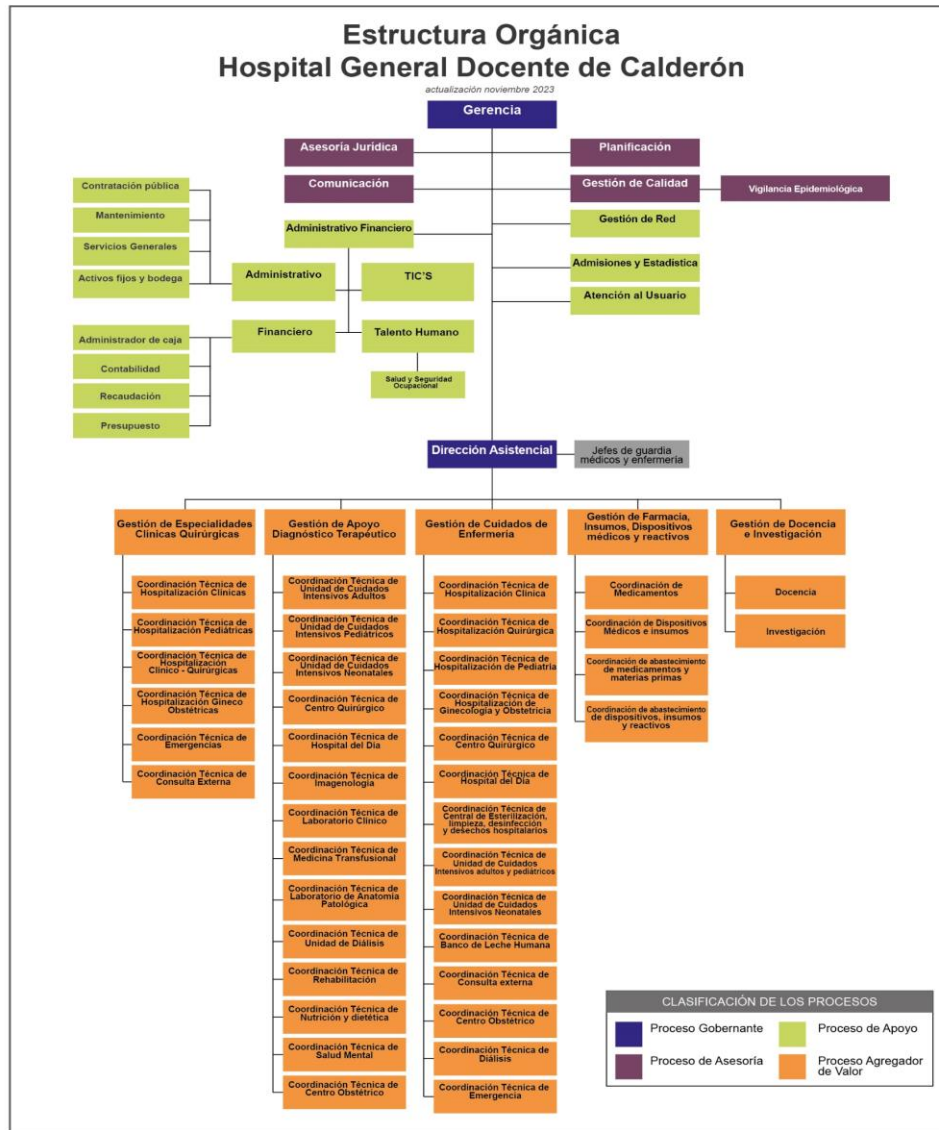 Estructura Orgánica
Hospital General Docente de Calderón
actualización noviembre 2023
Gerencia
Asesoría Jurídica
Planificación
Comunicación
Gestión de Calidad
Vigilancia Epidemiológica
Contratación pública
Mantenimiento
Servicios Generales
Activos fijos y bodega
Administrativo Financiero
Gestión de Red
Administrativo
TIC'S
Admisiones y Estadistica
Atención al Usuario
Administrador de caja
Contabilidad
Recaudación
Presupuesto
Financiero
Talento Humano
Salud y Seguridad
Ocupacional
Dirección Asistencial
Jefes de guardia
médicos y enfermería
Gestión de Especialidades
Clínicas Quirúrgicas
Coordinación Técnica de
Hospitalización Clínicas
Coordinación Técnica de
Hospitalización Pediátricas
Coordinación Técnica de
Hospitalización
Clínico - Quirúrgicas
Coordinación Técnica de
Hospitalización Gineco
Obstétricas
Coordinación Técnica de
Emergencias
Coordinación Técnica de
Consulta Externa
Gestión de Apoyo
Diagnóstico Terapéutico
Coordinación Técnica de
Unidad de Cuidados
Intensivos Adultos
Coordinación Técnica de
Unidad de Cuidados
Intensivos Pediátricos
Coordinación Técnica de
Unidad de Cuidados
Intensivos Neonatales
Coordinación Técnica de
Centro Quirúrgico
Coordinación Técnica de
Hospital del Día
Coordinación Técnica de
Imagenología
Coordinación Técnica de
Laboratorio Clínico
Coordinación Técnica de
Medicina Transfusional
Coordinación Técnica de
Laboratorio de Anatomía
Patológica
Coordinación Técnica de
Unidad de Diálisis
Coordinación Técnica de
Rehabilitación
Coordinación Técnica de
Nutrición y dietética
Coordinación Técnica de
Salud Mental
Coordinación Técnica de
Centro Obstétrico
Gestión de Cuidados de
Enfermería
Coordinación Técnica de
Hospitalización Clínica
Coordinación Técnica de
Hospitalización Quirúrgica
Coordinación Técnica de
Hospitalización de Pediatría
Coordinación Técnica de
Hospitalización de
Ginecología y Obstetricia
Coordinación Técnica de
Centro Quirúrgico
Coordinación Técnica de
Hospital del Día
Coordinación Técnica de
Central de Esterilización,
limpieza, desinfección
y desechos hospitalarios
Coordinación Técnica de
Unidad de Cuidados
Intensivos adultos y pediátricos
Coordinación Técnica de
Unidad de Cuidados
Intensivos Neonatales
Coordinación Técnica de
Banco de Leche Humana
Coordinación Técnica de
Consulta externa
Coordinación Técnica de
Centro Obstétrico
Coordinación Técnica de
Diálisis
Coordinación Técnica de
Emergencia
Gestión de Farmacia,
Insumos, Dispositivos
médicos y reactivos
Coordinación de
Medicamentos
Coordinación de Dispositivos
Médicos e insumos
Coordinación de abastecimiento
de medicamentos y
materias primas
Coordinación de abastecimiento
de dispositivos, insumos
y reactivos
Gestión de Docencia
e Investigación
Docencia
Investigación
CLASIFICACIÓN DE LOS PROCESOS
Proceso Gobernante
Proceso de Apoyo
Proceso de Asesoría
Proceso Agregador
de Valor